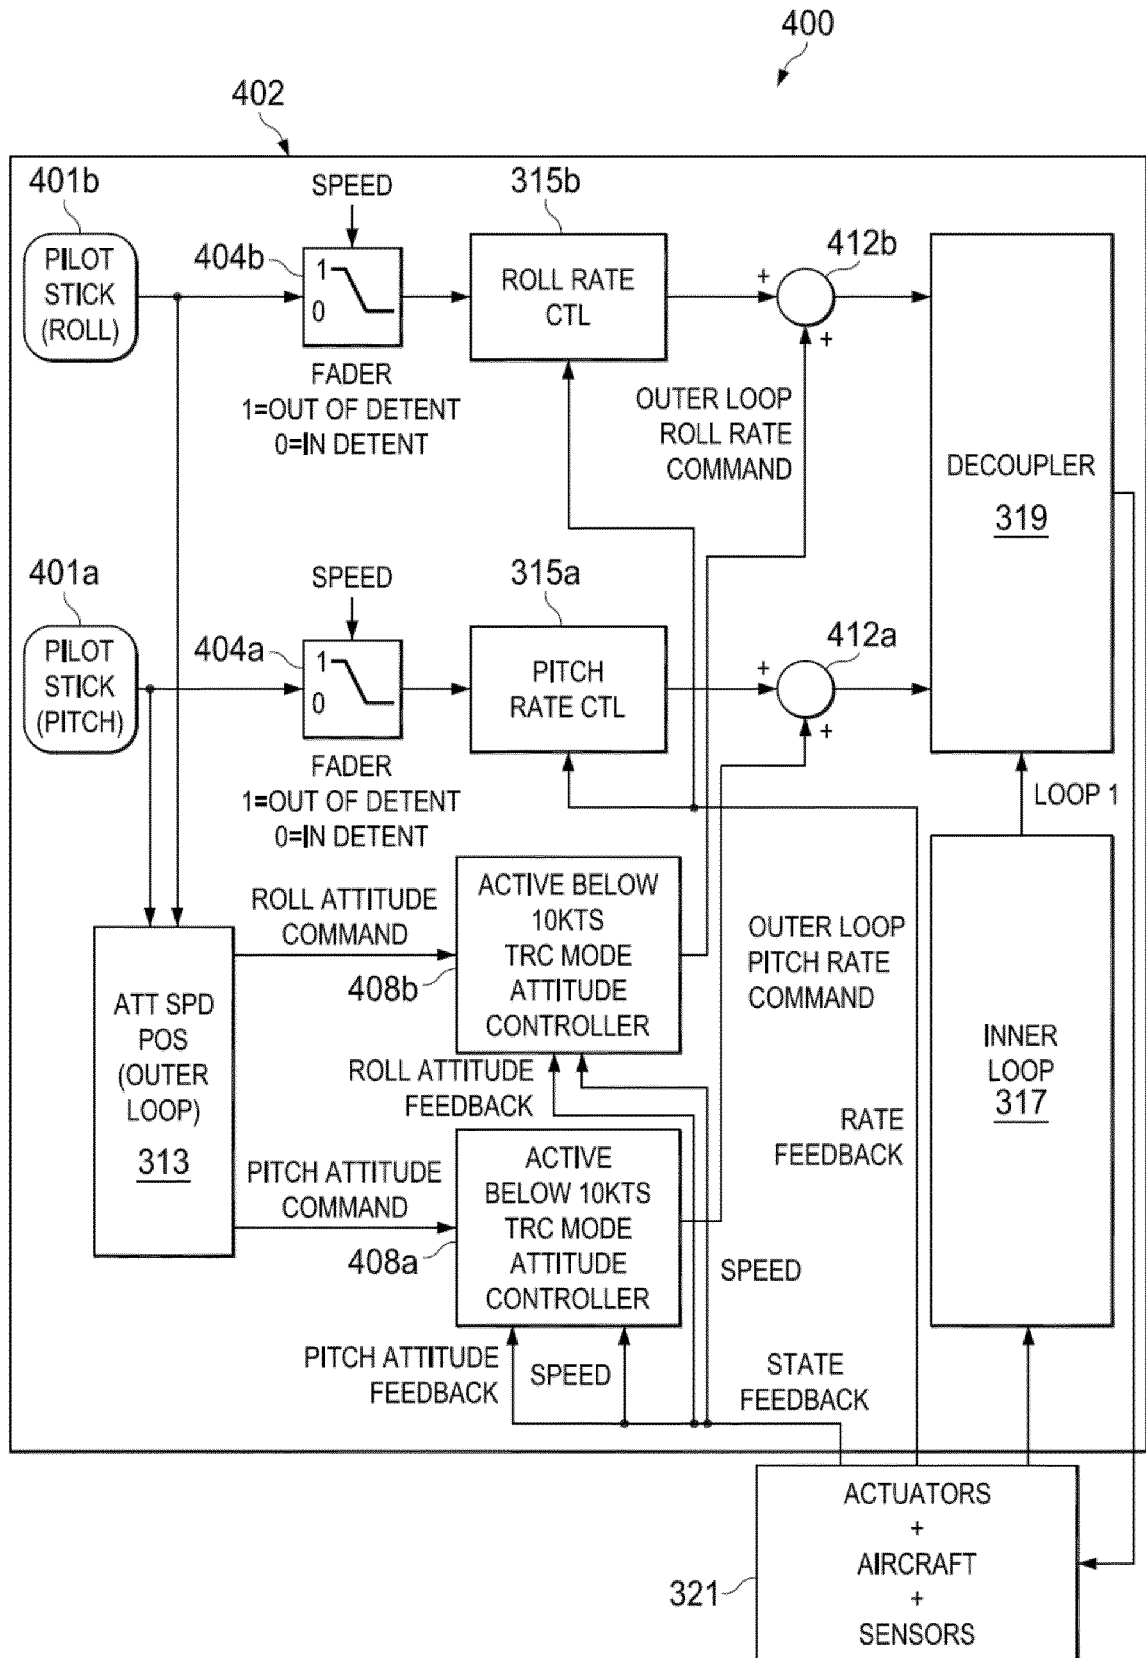 400
402
401b
PILOT
STICK
(ROLL)
SPEED
404b
1
0
FADER
1=OUT OF DETENT
0=IN DETENT
315b
ROLL RATE
CTL
+
412b
+
OUTER LOOP
ROLL RATE
COMMAND
DECOUPLER
319
401a
PILOT
STICK
(PITCH)
SPEED
404a
1
0
FADER
1=OUT OF DETENT
0=IN DETENT
315a
PITCH
RATE CTL
+
412a
+
LOOP 1
ROLL ATTITUDE
COMMAND
408b
ACTIVE BELOW
10KTS
TRC MODE
ATTITUDE
CONTROLLER
OUTER LOOP
PITCH RATE
COMMAND
ATT SPD
POS
(OUTER
LOOP)
313
ROLL ATTITUDE
FEEDBACK
INNER
LOOP
317
RATE
FEEDBACK
PITCH ATTITUDE
COMMAND
408a
ACTIVE
BELOW 10KTS
TRC MODE
ATTITUDE
CONTROLLER
SPEED
PITCH ATTITUDE
FEEDBACK
SPEED
STATE
FEEDBACK
321
ACTUATORS
+
AIRCRAFT
+
SENSORS